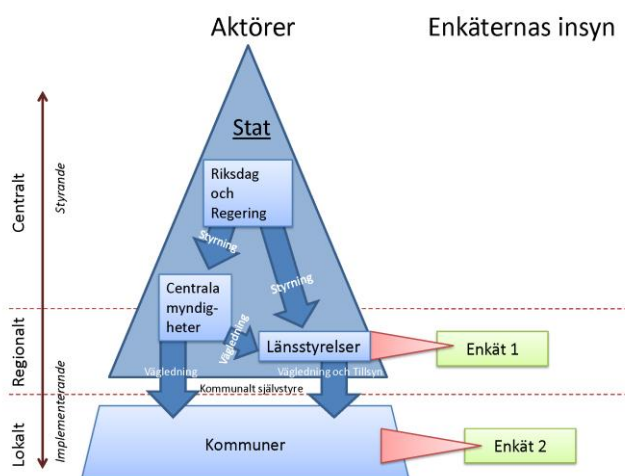 Aktörer
Enkäternas insyn
Stat
Centralt
Styrande
Riksdag
och
Regering
Styrning
Styrning
Centrala
myndig-
heter
Regionalt
Vägledning
Länsstyrelser
Enkät 1
Vägledning
Vägledning och Tillsyn
Kommunalt självstyre
Implementerande
Lokalt
Kommuner
Enkät 2